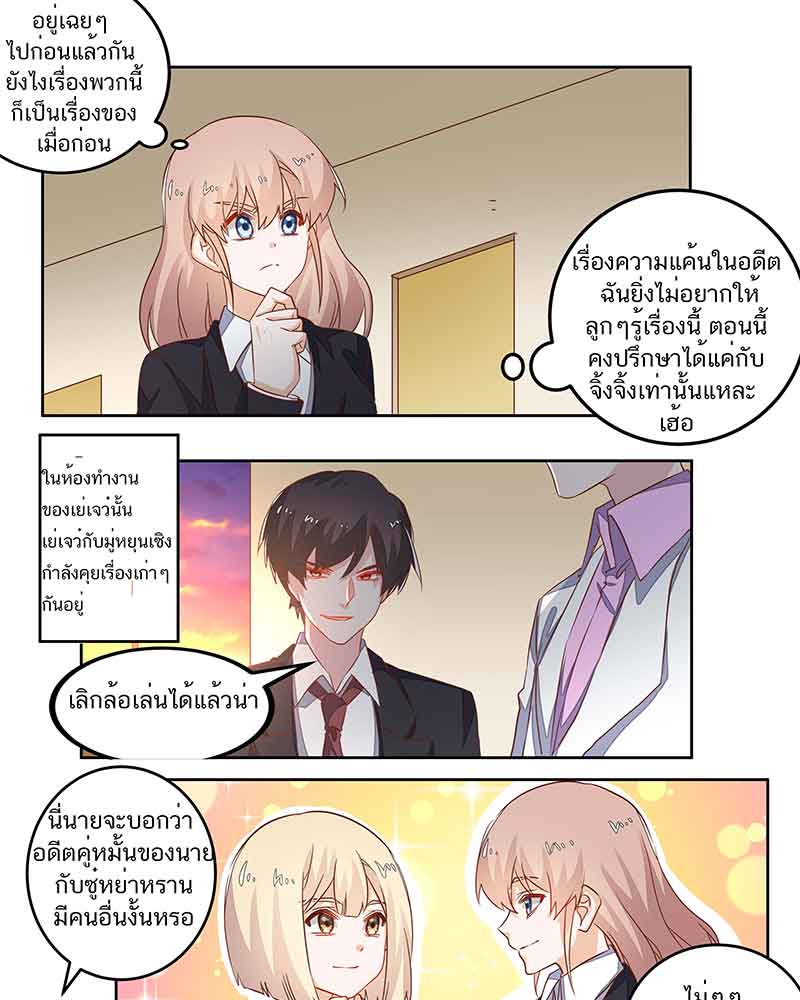 อยู่เฉยๆ
ไปก่อนแล้วกัน
ยังไงเรื่องพวกนี้
ก็เป็นเรื่องของ
เมื่อก่อน
เรื่องความแค้นในอดีต
ฉันยิ่งไม่อยากให้
ลูกๆรู้เรื่องนี้ ตอนนี้
คงปรึกษาได้แค่กับ
จิ้งจิ้งเท่านั้นแหละ
เฮ้อ
ในห้องทำงาน
ของเย่เจว๋นั้น
เย่เจว๋กับมู่หยุนเชิง
กำลังคุยเรื่องเก่าๆ
กันอยู่
เลิกล้อเล่นได้แล้วน่า
นี่นายจะบอกว่า
อดีตคู่หมั้นของนาย
กับซู่หย่าหราน
มีคนอื่นงั้นหรอ
ไม่ๆๆ